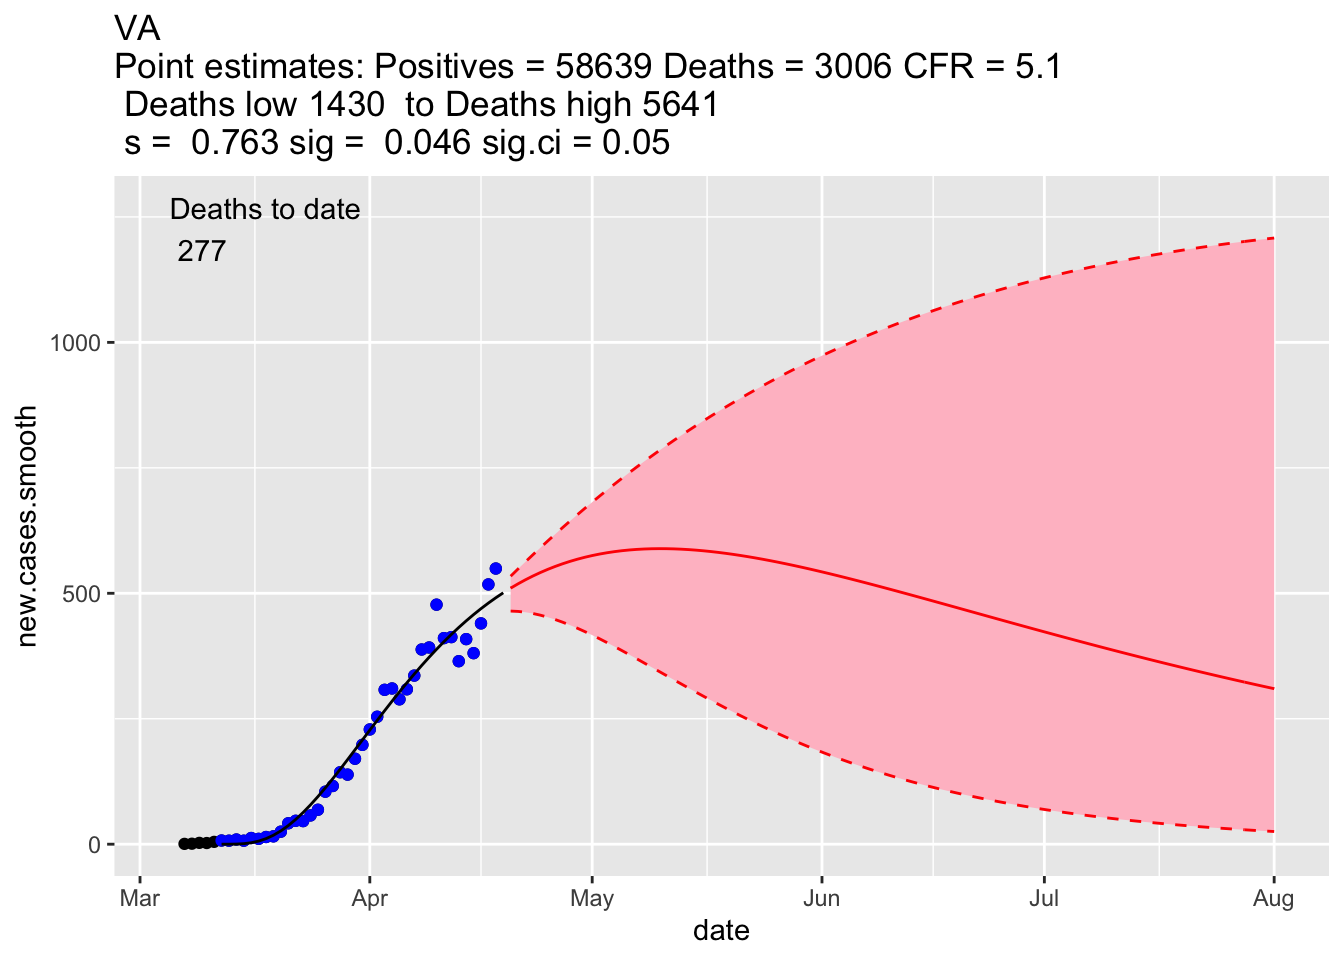 VA
Point estimates: Positives = 58639 Deaths = 3006 CFR = 5.1
Deaths low 1430  to Deaths high 5641
s =  0.763 sig =  0.046 sig.ci = 0.05
Deaths to date
277
1000
500
0
new.cases.smooth
Mar Apr May Jun Jul Aug
date